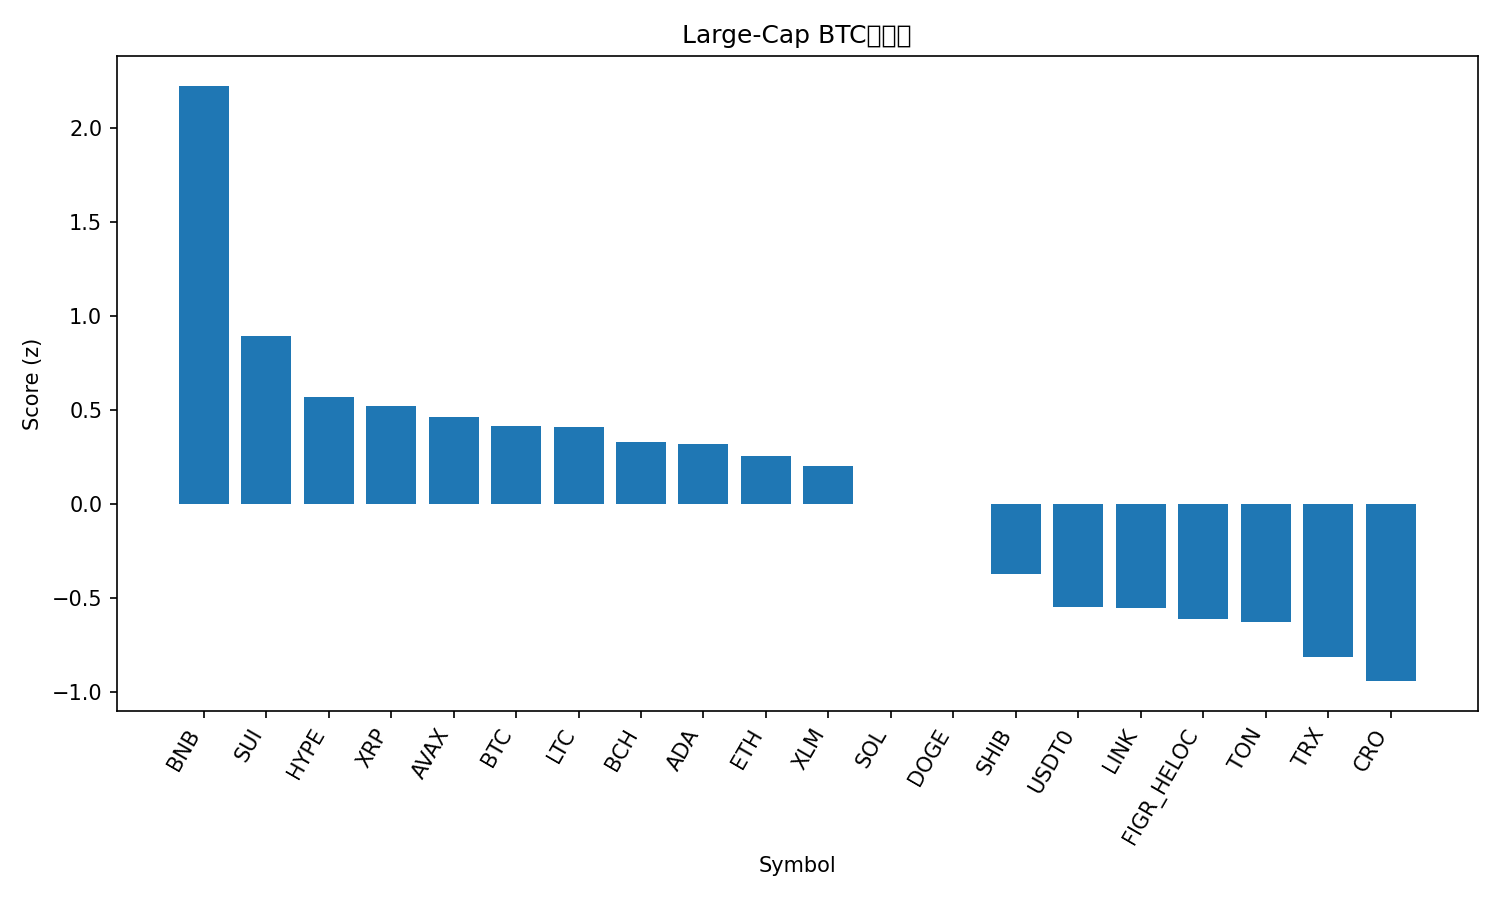 Large-Cap BTC
Score (z)
2.0
1.5
1.0
0.5
0.0
−0.5
−1.0
BNB
SUI
HYPE
XRP
AVAX
BTC
LTC
BCH
ADA
ETH
XLM
SOL
DOGE
SHIB
USDT0
LINK
FIGR_HELOC
TON
TRX
CRO
Symbol